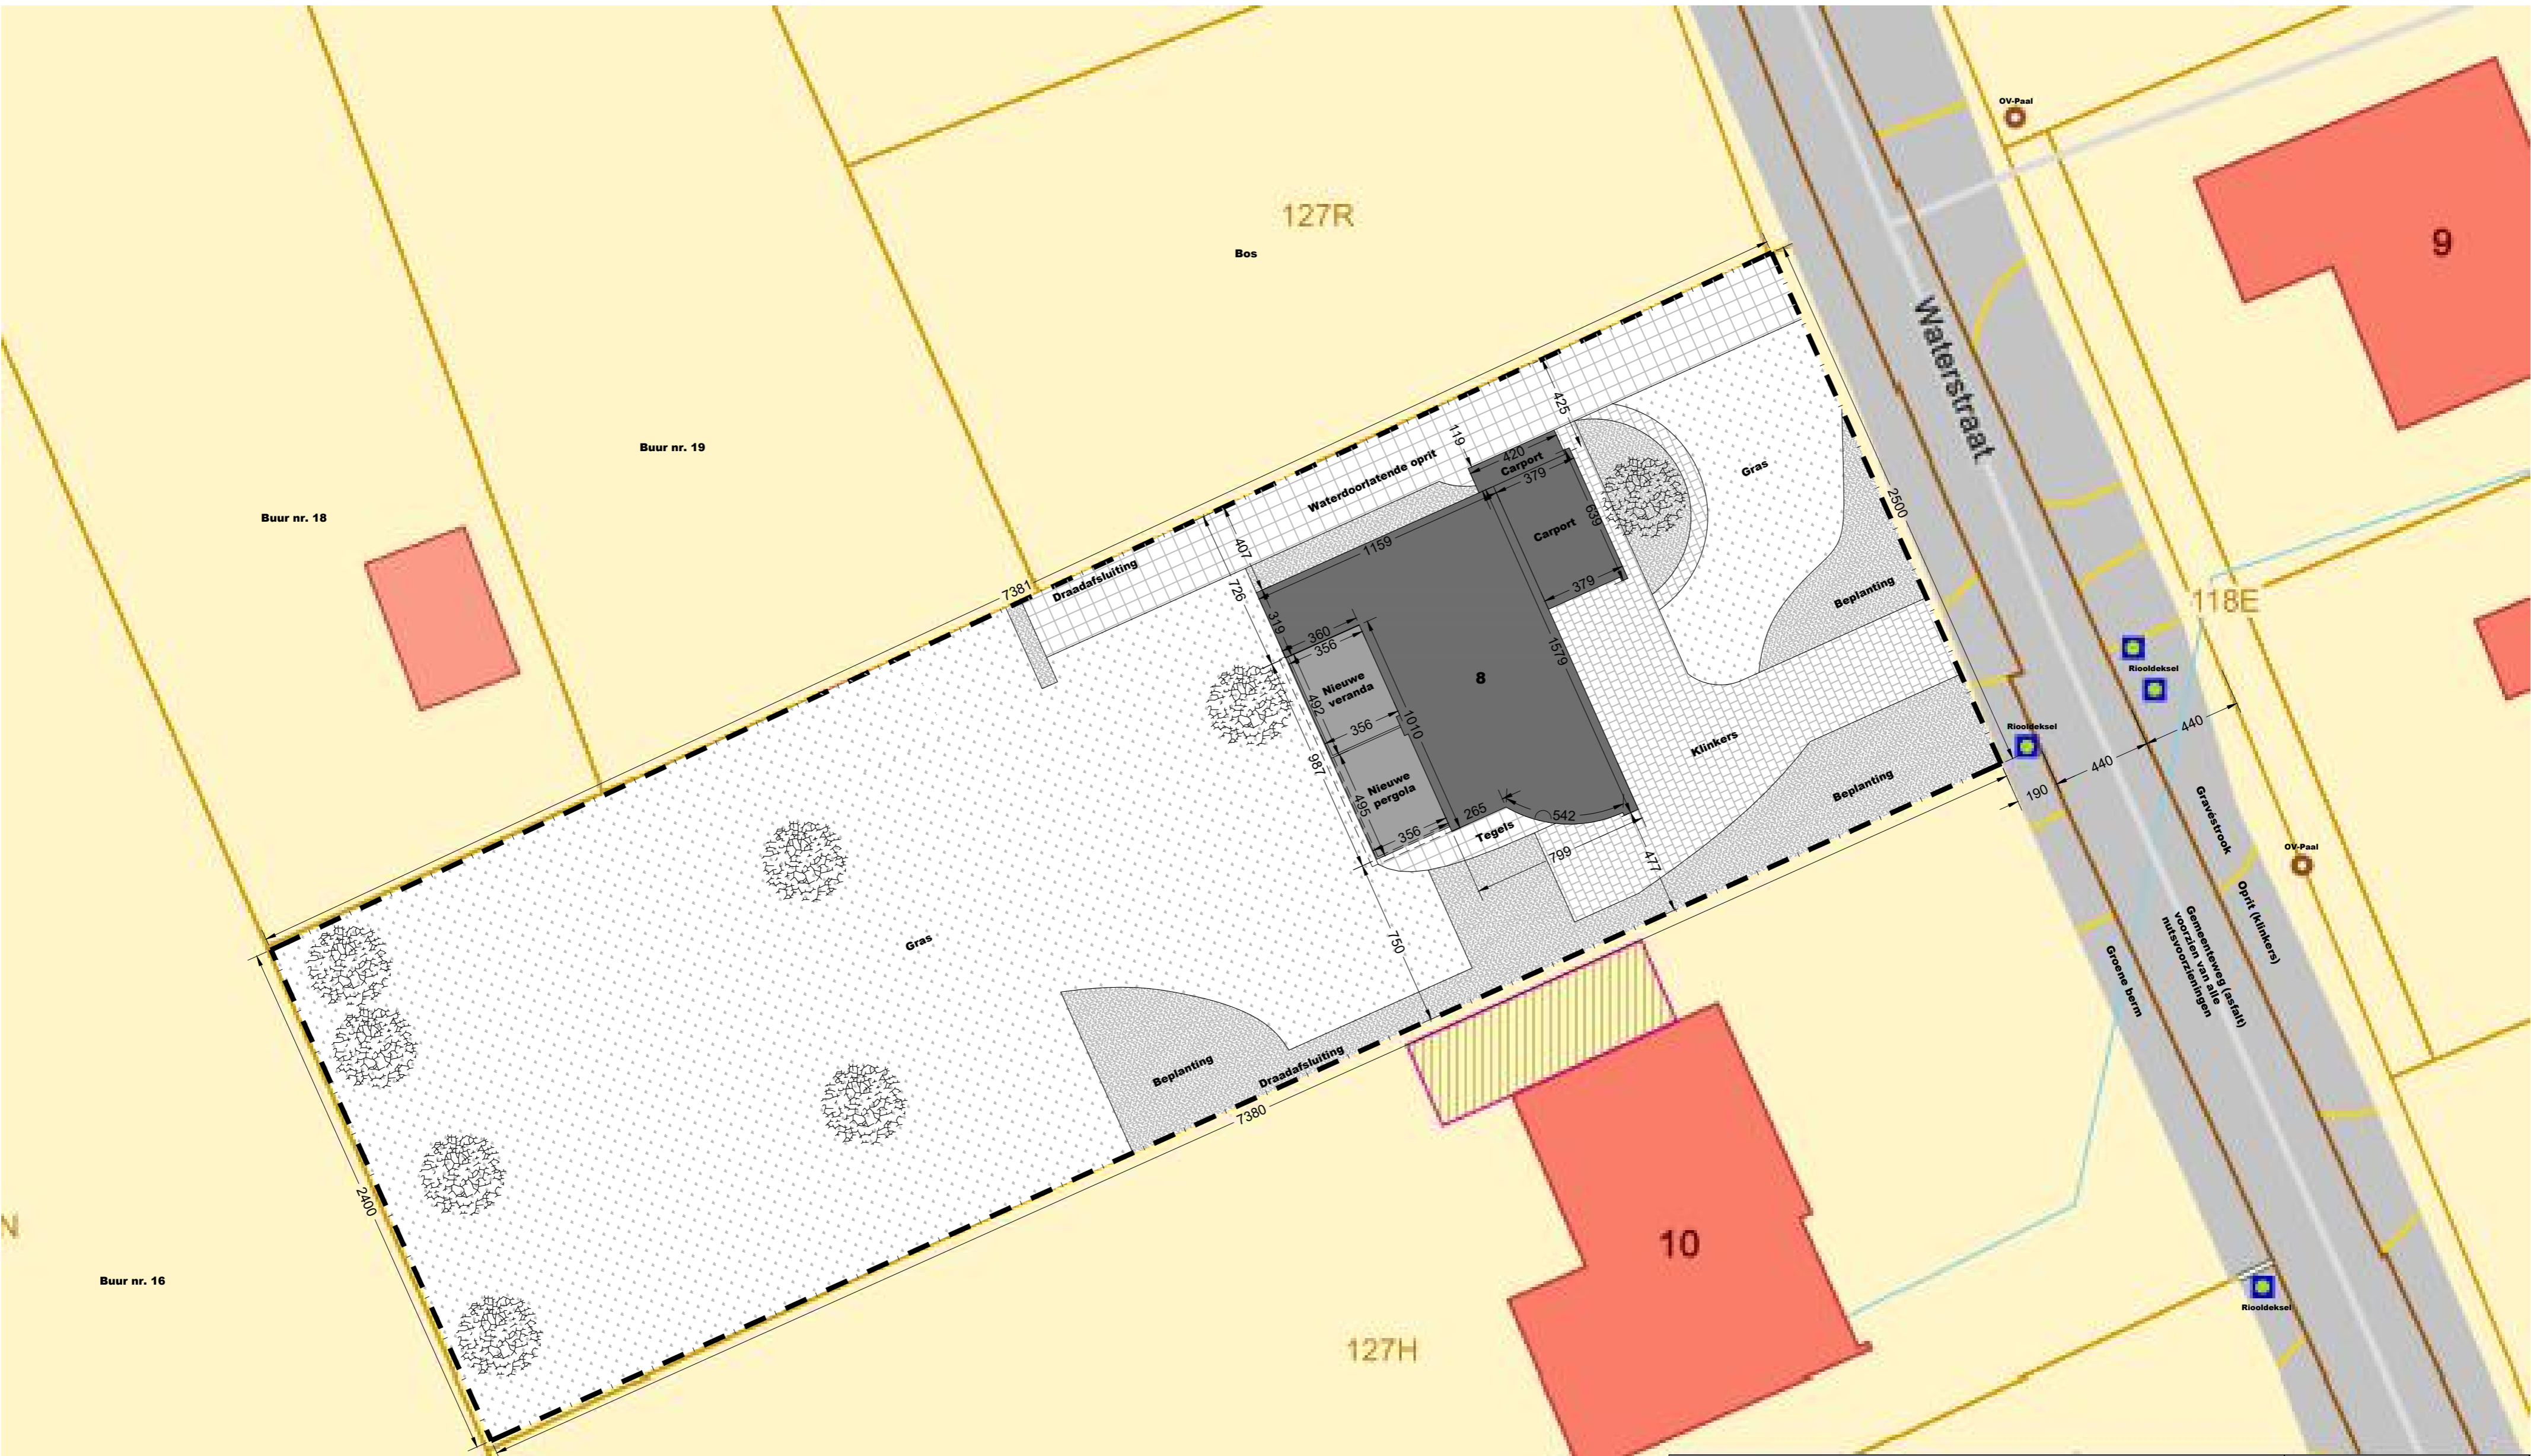 OV-Paal
9
127R
Bos
Waterstraat
Buur nr. 19
Buur nr. 18
Waterdoorlatende oprit
Draadafsluiting
7381
425
119
420
Carport
379
Carport
639
379
Gras
2500
Beplanting
407
726
319
1159
360
356
Nieuwe
veranda
492
356
1010
987
Nieuwe
pergola
495
356
8
1579
265
542
Tegels
799
477
750
Klinkers
Beplanting
118E
Riooldeksel
Riooldeksel
440
440
190
Gravéstrook
OV-Paal
Oprit (klinkers)
Gemeenteweg (asfalt)
voorzien van alle
nutsvoorzieningen
Groene berm
Gras
Beplanting
Draadafsluiting
7380
2400
N
Buur nr. 16
10
127H
Riooldeksel